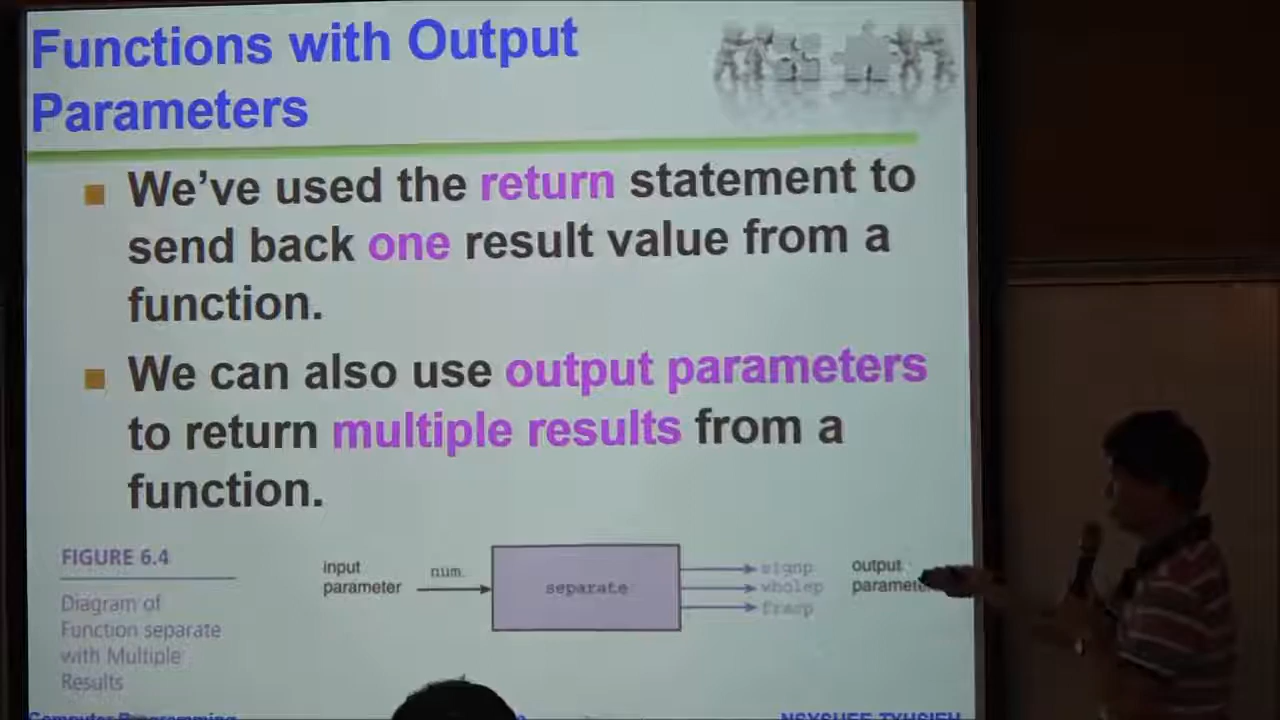 Functions with Output
Parameters
We've used the return statement to
send back one result value from a
function.
We can also use output parameters
to return multiple results from a
function.
FIGURE 6.4
Diagram of
Function separate
with Multiple
Results
input
parameter
num
separate
signp
wholep
fracp
output
Computer Programming